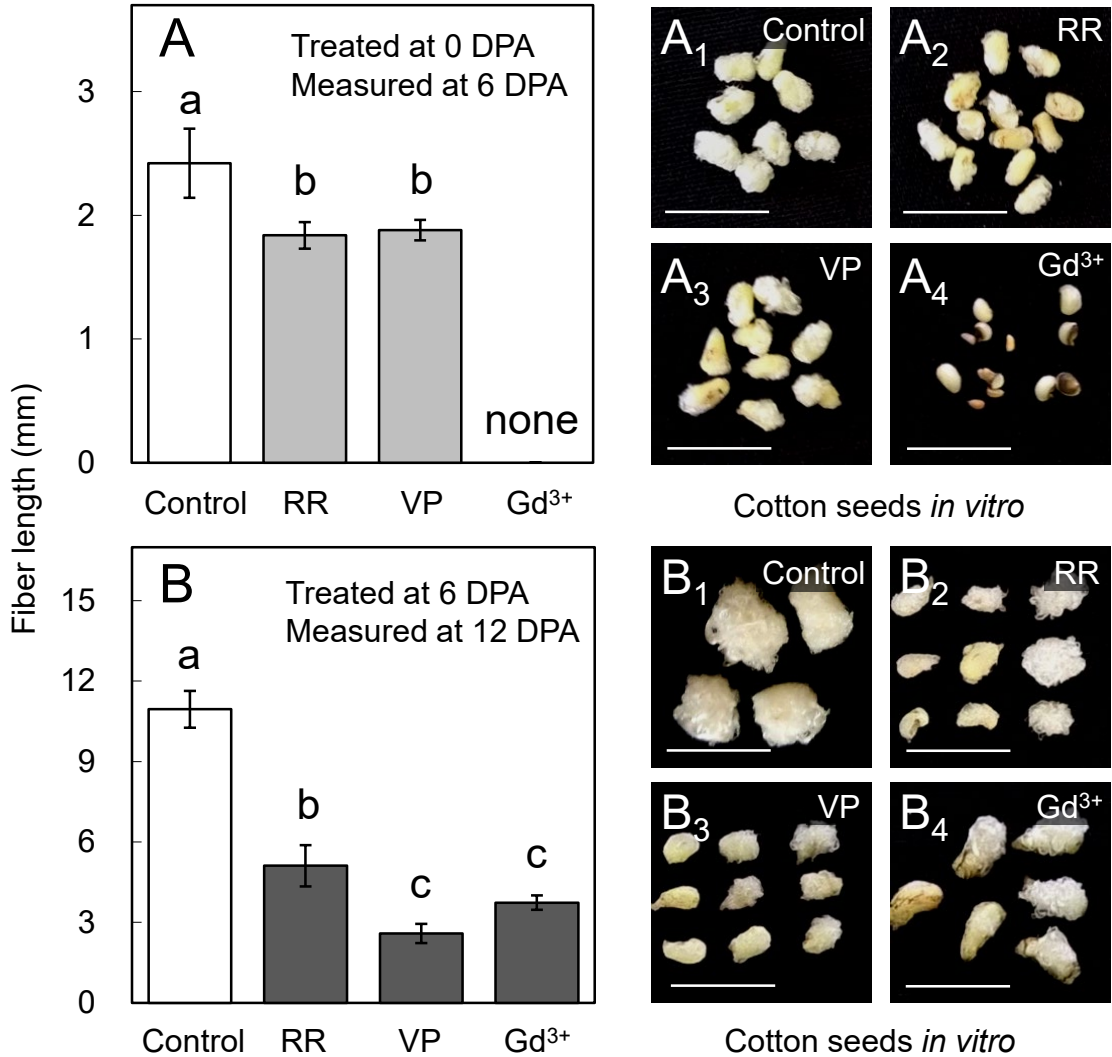 Fiber length (mm)
A
Treated at 0 DPA
Measured at 6 DPA
3
2
1
0
a
b
b
none
Control
RR
VP
Gd³⁺
A₁
Control
A₂
RR
A₃
VP
A₄
Gd³⁺
Cotton seeds in vitro
B
Treated at 6 DPA
Measured at 12 DPA
15
12
9
6
3
0
a
b
c
c
Control
RR
VP
Gd³⁺
B₁
Control
B₂
RR
B₃
VP
B₄
Gd³⁺
Cotton seeds in vitro